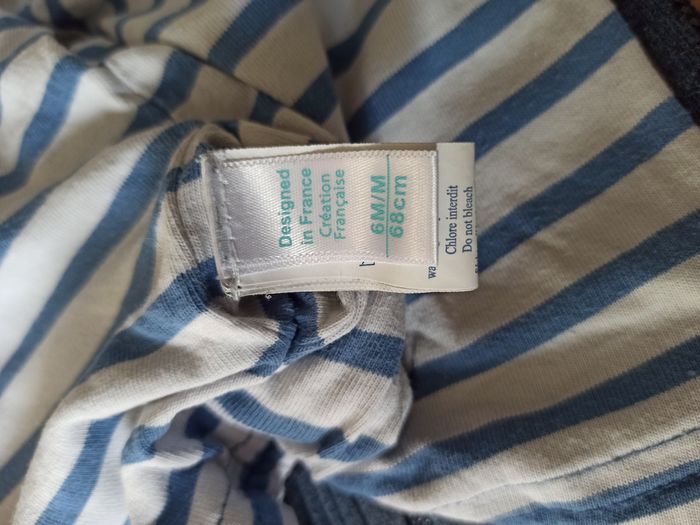 Designed
in France
Création
Française
6M/M
68cm
Chlore interdit
Do not bleach